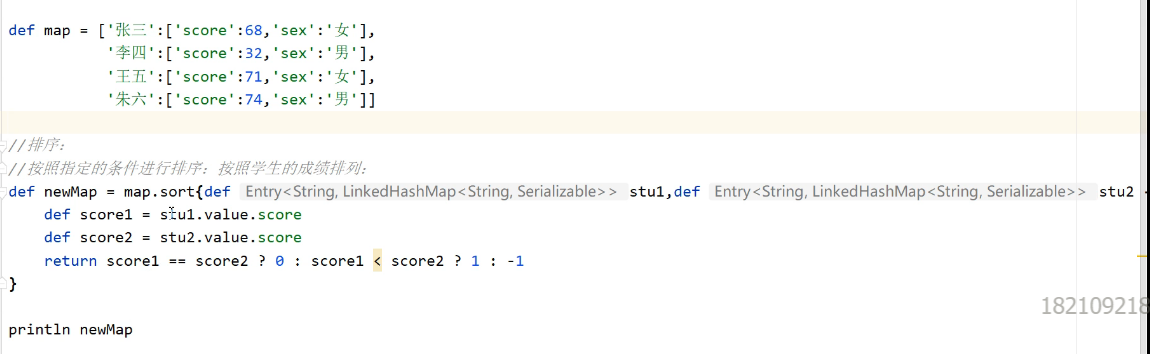 def map = ['张三':['score':68,'sex':'女'],
'李四':['score':32,'sex':'男'],
'王五':['score':71,'sex':'女'],
'朱六':['score':74,'sex':'男']]
//排序：
//按照指定的条件进行排序：按照学生的成绩排列：
def newMap = map.sort{def Entry<String, LinkedHashMap<String, Serializable>> stu1,def Entry<String, LinkedHashMap<String, Serializable>> stu2
def score1 = stu1.value.score
def score2 = stu2.value.score
return score1 == score2 ? 0 : score1 < score2 ? 1 : -1
}
println newMap
182109218